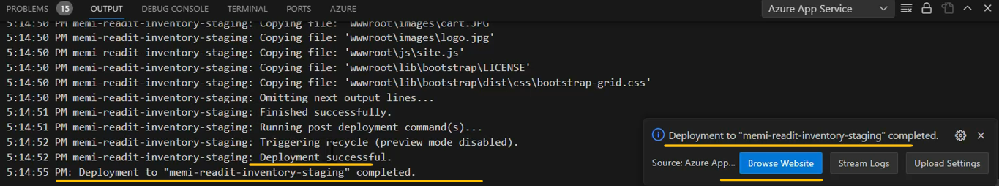 PROBLEMS 15 OUTPUT DEBUG CONSOLE TERMINAL PORTS AZURE Azure App Service
5:14:50 PM memi-readit-inventory-staging: Copying file: 'wwwroot\images\cart.JPG'
5:14:50 PM memi-readit-inventory-staging: Copying file: 'wwwroot\images\logo.jpg'
5:14:50 PM memi-readit-inventory-staging: Copying file: 'wwwroot\js\site.js'
5:14:50 PM memi-readit-inventory-staging: Copying file: 'wwwroot\lib\bootstrap\LICENSE'
5:14:50 PM memi-readit-inventory-staging: Copying file: 'wwwroot\lib\bootstrap\dist\css\bootstrap-grid.css'
5:14:50 PM memi-readit-inventory-staging: Omitting next output lines...
5:14:51 PM memi-readit-inventory-staging: Finished successfully.
5:14:51 PM memi-readit-inventory-staging: Running post deployment command(s)...
5:14:52 PM memi-readit-inventory-staging: Triggering recycle (preview mode disabled).
5:14:52 PM memi-readit-inventory-staging: Deployment successful.
5:14:55 PM: Deployment to "memi-readit-inventory-staging" completed.
Deployment to "memi-readit-inventory-staging" completed.
Source: Azure App... Browse Website Stream Logs Upload Settings